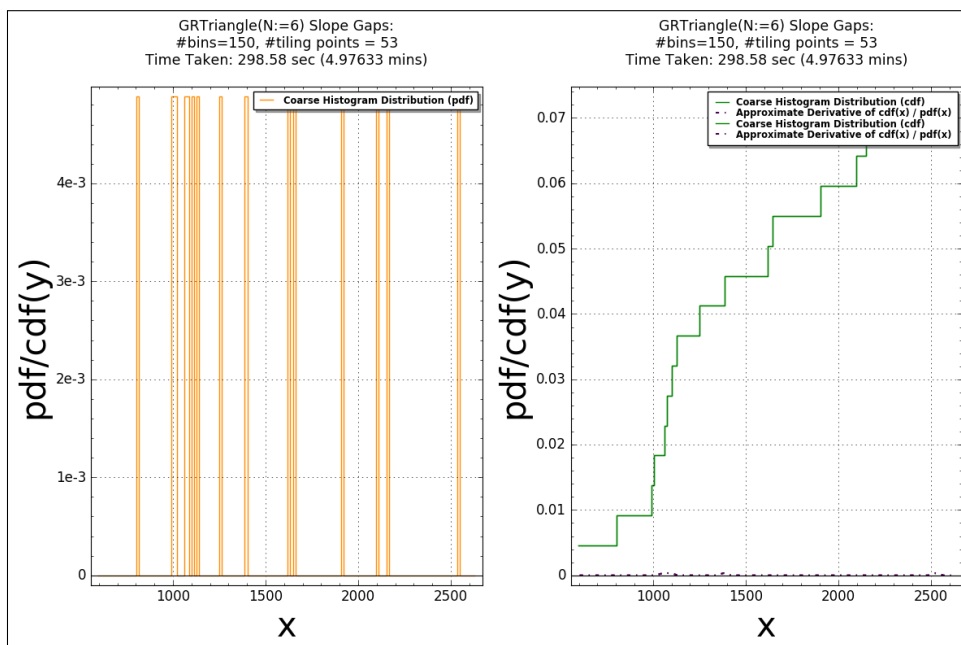 GRTriangle(N:=6) Slope Gaps:
#bins=150, #tiling points = 53
Time Taken: 298.58 sec (4.97633 mins)
Coarse Histogram Distribution (pdf)
4e-3
3e-3
2e-3
1e-3
0
pdf/cdf(y)
1000
1500
2000
2500
X
GRTriangle(N:=6) Slope Gaps:
#bins=150, #tiling points = 53
Time Taken: 298.58 sec (4.97633 mins)
Coarse Histogram Distribution (cdf)
Approximate Derivative of cdf(x) / pdf(x)
Coarse Histogram Distribution (cdf)
Approximate Derivative of cdf(x) / pdf(x)
0.07
0.06
0.05
0.04
0.03
0.02
0.01
0
pdf/cdf(y)
1000
1500
2000
2500
X